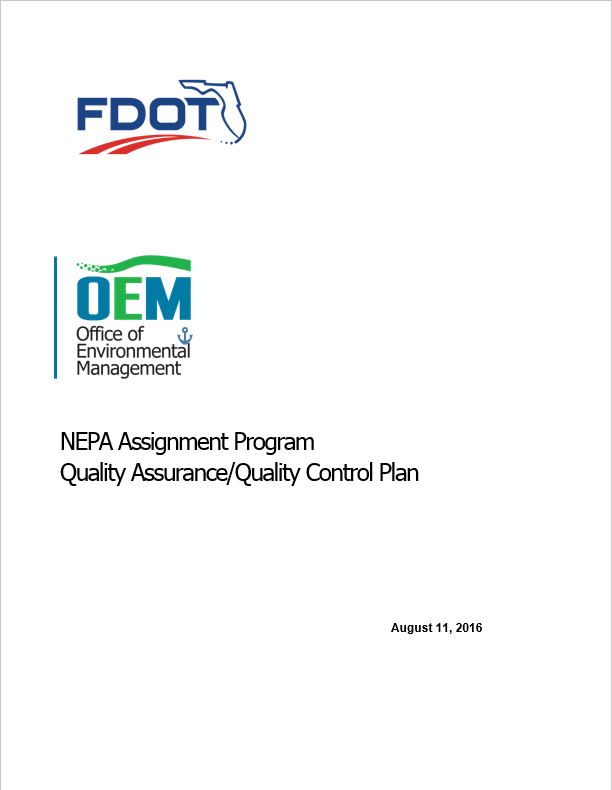 FDOT
OEM
Office of
Environmental
Management
NEPA Assignment Program
Quality Assurance/Quality Control Plan
August 11, 2016